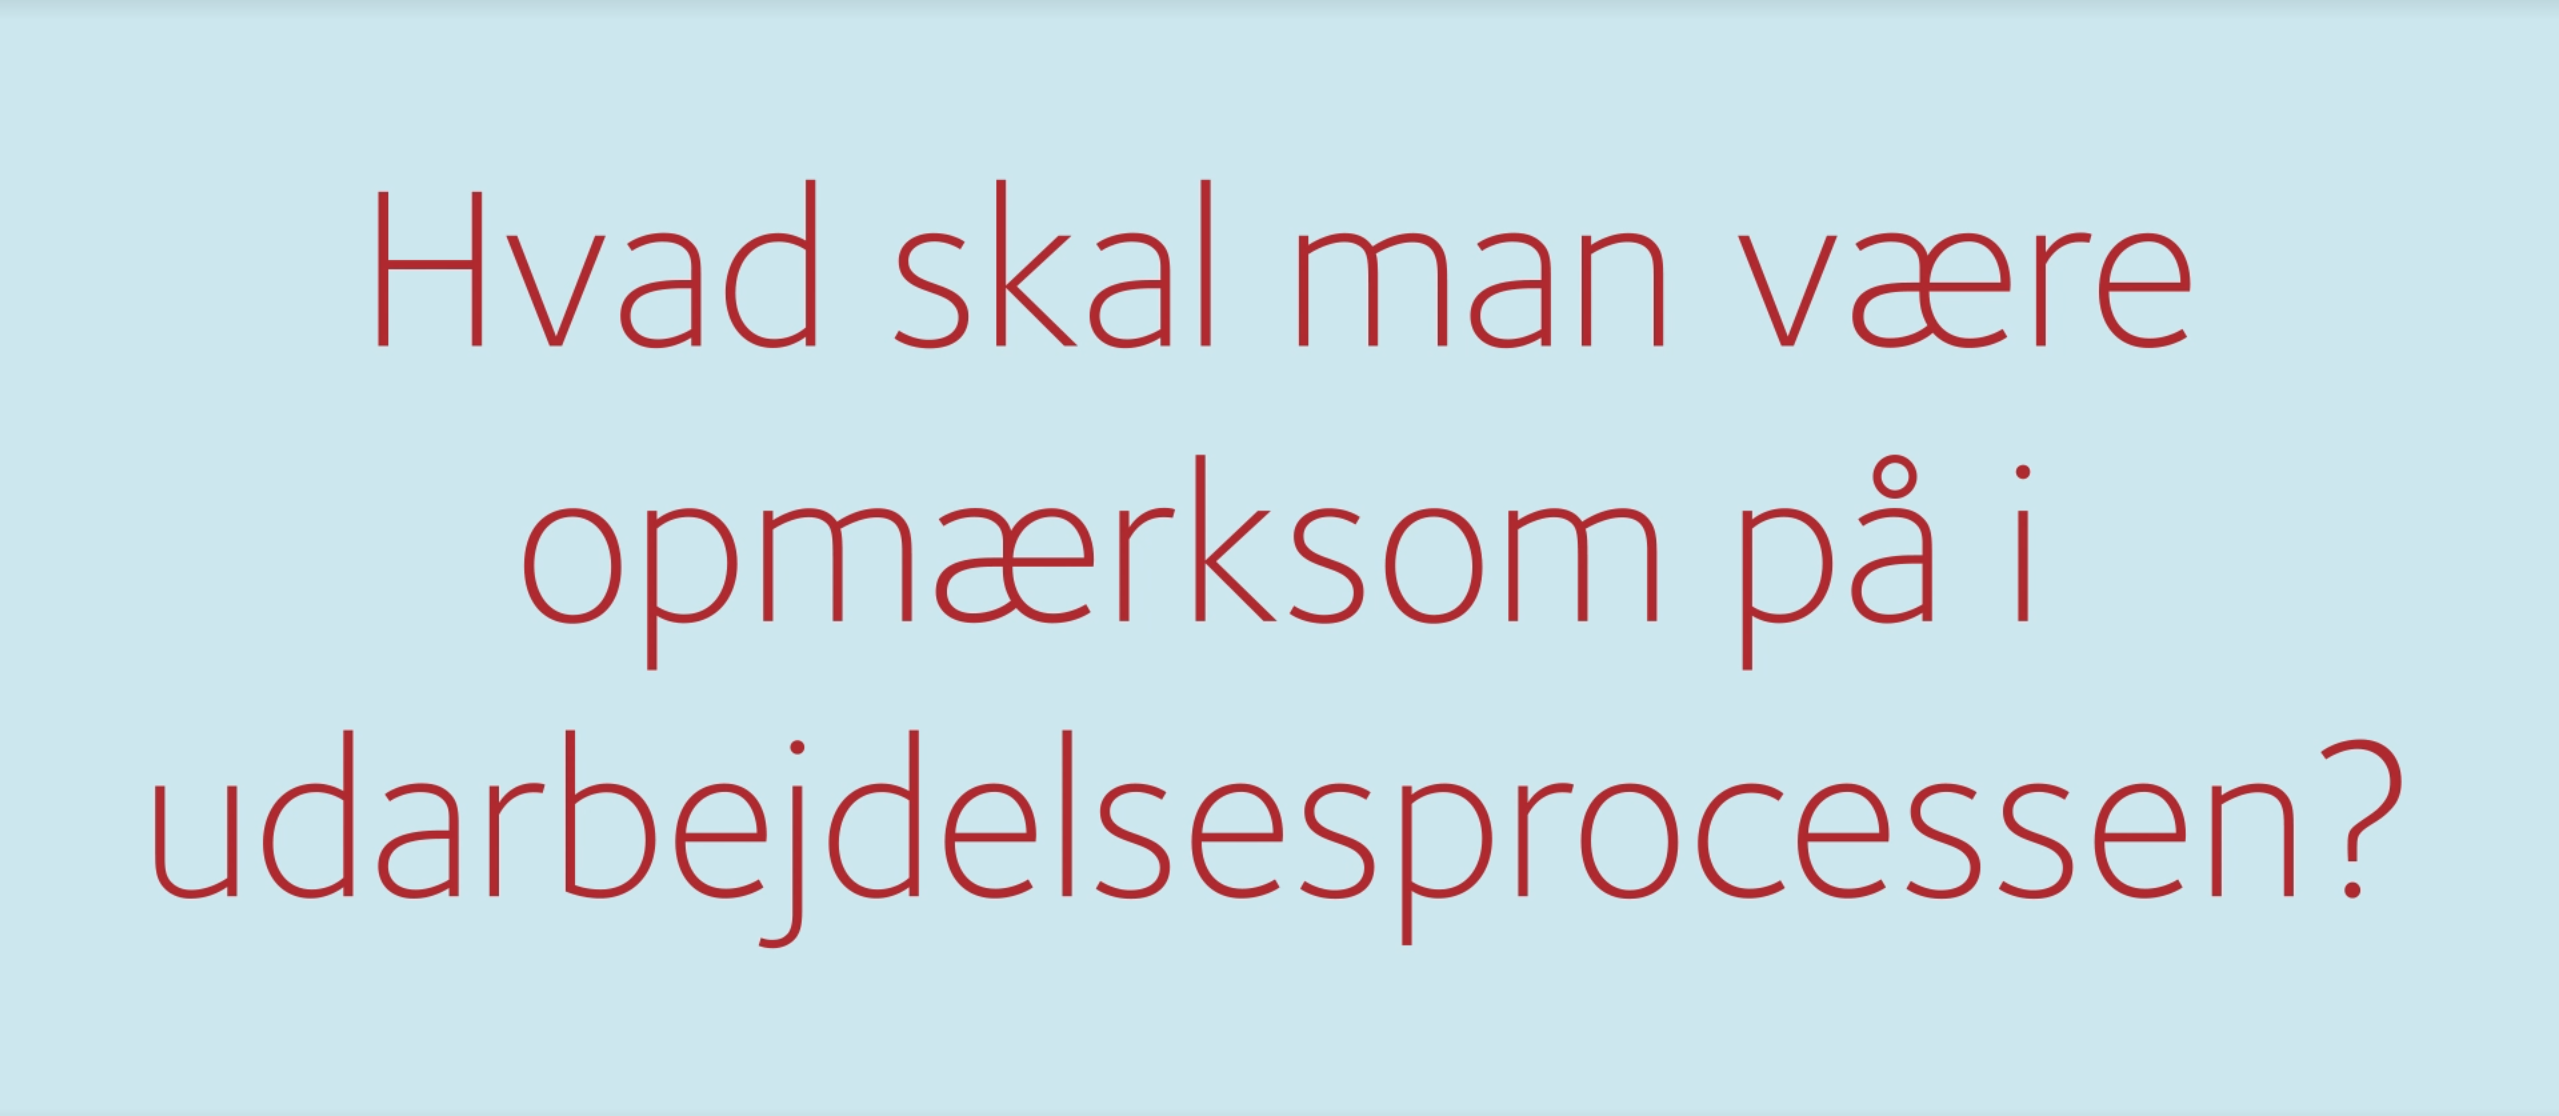 Hvad skal man være
opmærksom på i
udarbejdelsesprocessen?